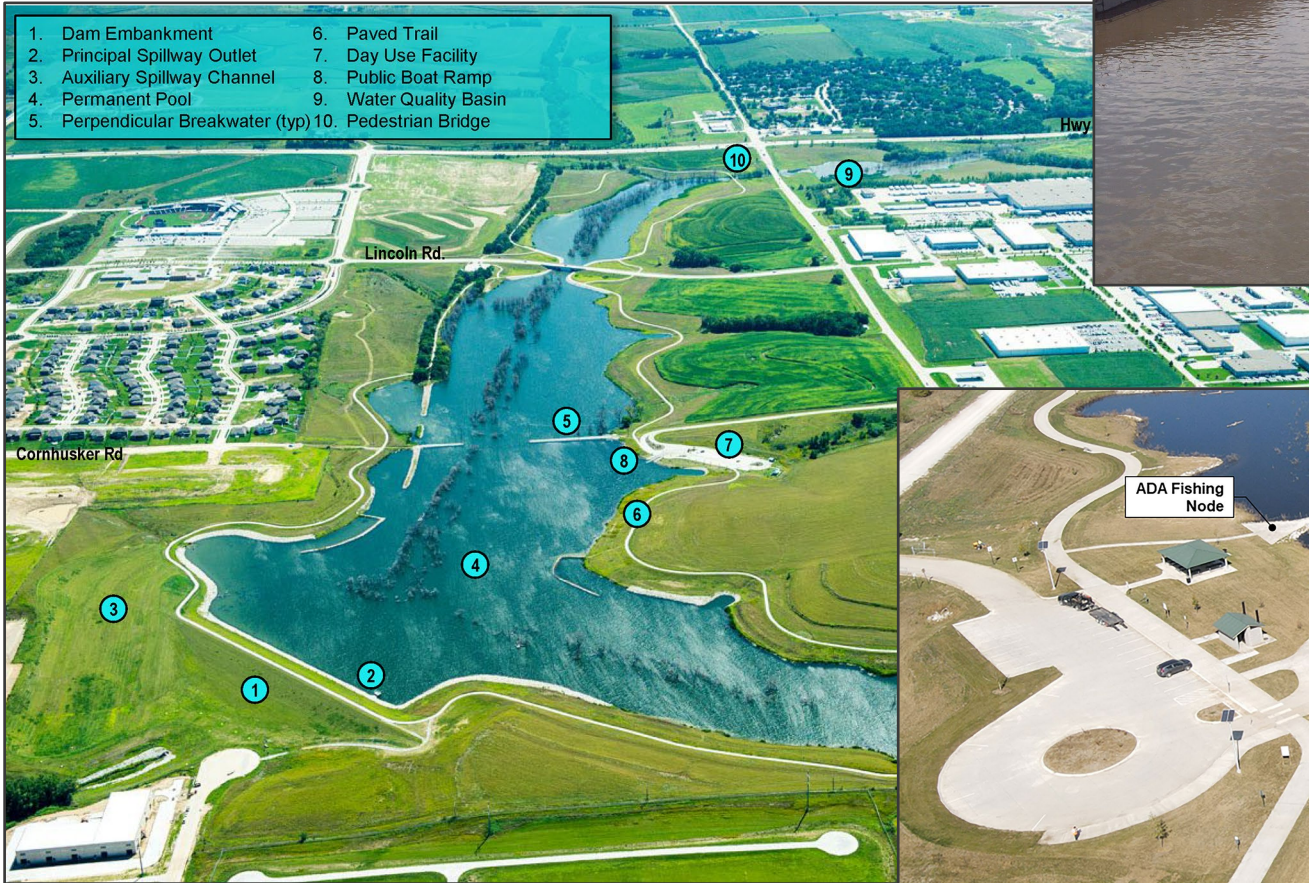 1. Dam Embankment
2. Principal Spillway Outlet
3. Auxiliary Spillway Channel
4. Permanent Pool
5. Perpendicular Breakwater (typ)
6. Paved Trail
7. Day Use Facility
8. Public Boat Ramp
9. Water Quality Basin
10. Pedestrian Bridge
Hwy
10
9
Lincoln Rd.
5
7
8
Cornhusker Rd
6
4
3
2
1
ADA Fishing
Node